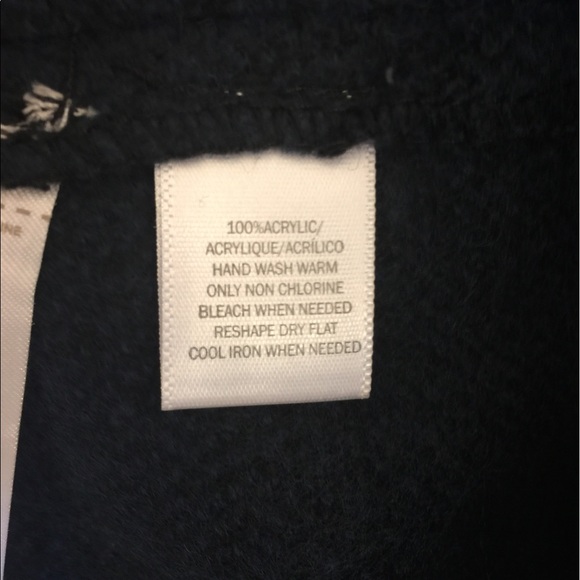 100%ACRYLIC/
ACRYLIQUE/ACRÍLICO
HAND WASH WARM
ONLY NON CHLORINE
BLEACH WHEN NEEDED
RESHAPE DRY FLAT
COOL IRON WHEN NEEDED